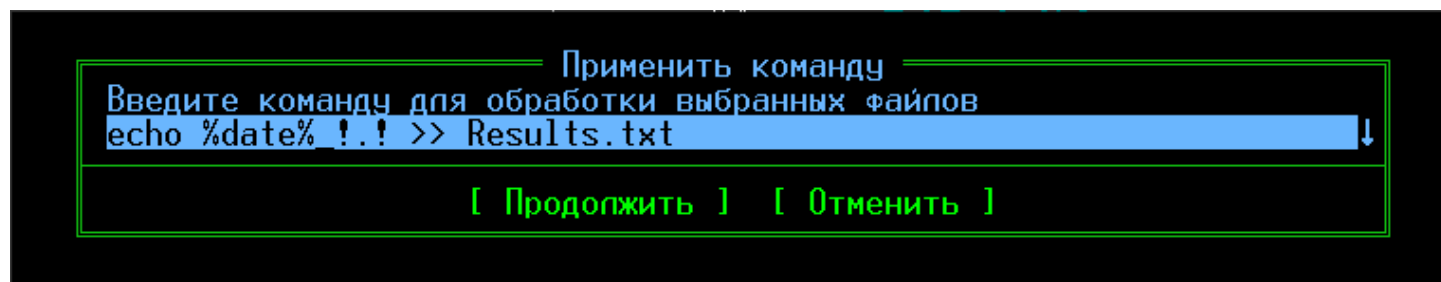 Применить команду
Введите команду для обработки выбранных файлов
echo %date%_!.! >> Results.txt
[ Продолжить ] [ Отменить ]